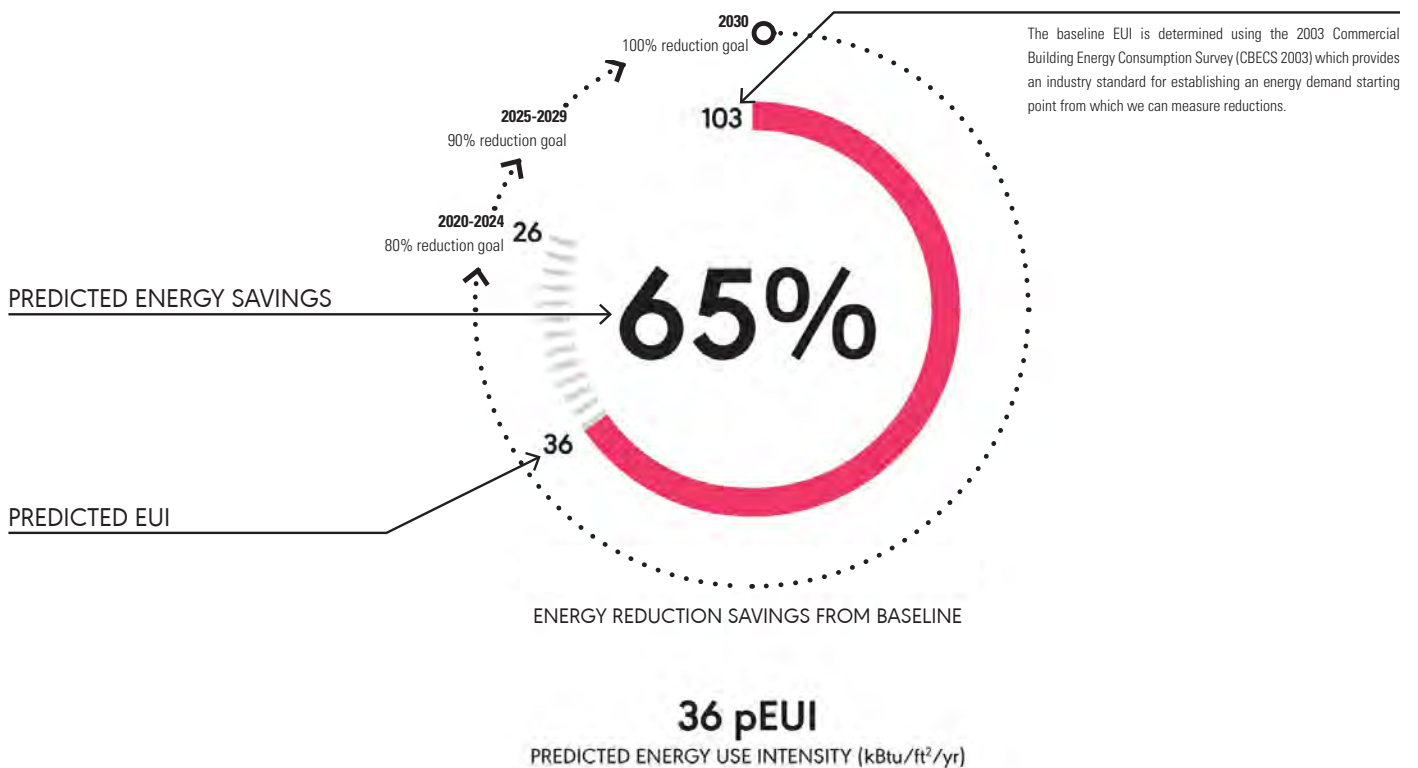 2030
100% reduction goal
The baseline EUI is determined using the 2003 Commercial
Building Energy Consumption Survey (CBECS 2003) which provides
an industry standard for establishing an energy demand starting
point from which we can measure reductions.
103
2025-2029
90% reduction goal
2020-2024
80% reduction goal
26
PREDICTED ENERGY SAVINGS
65%
36
PREDICTED EUI
ENERGY REDUCTION SAVINGS FROM BASELINE
36 pEUI
PREDICTED ENERGY USE INTENSITY (kBtu/ft²/yr)